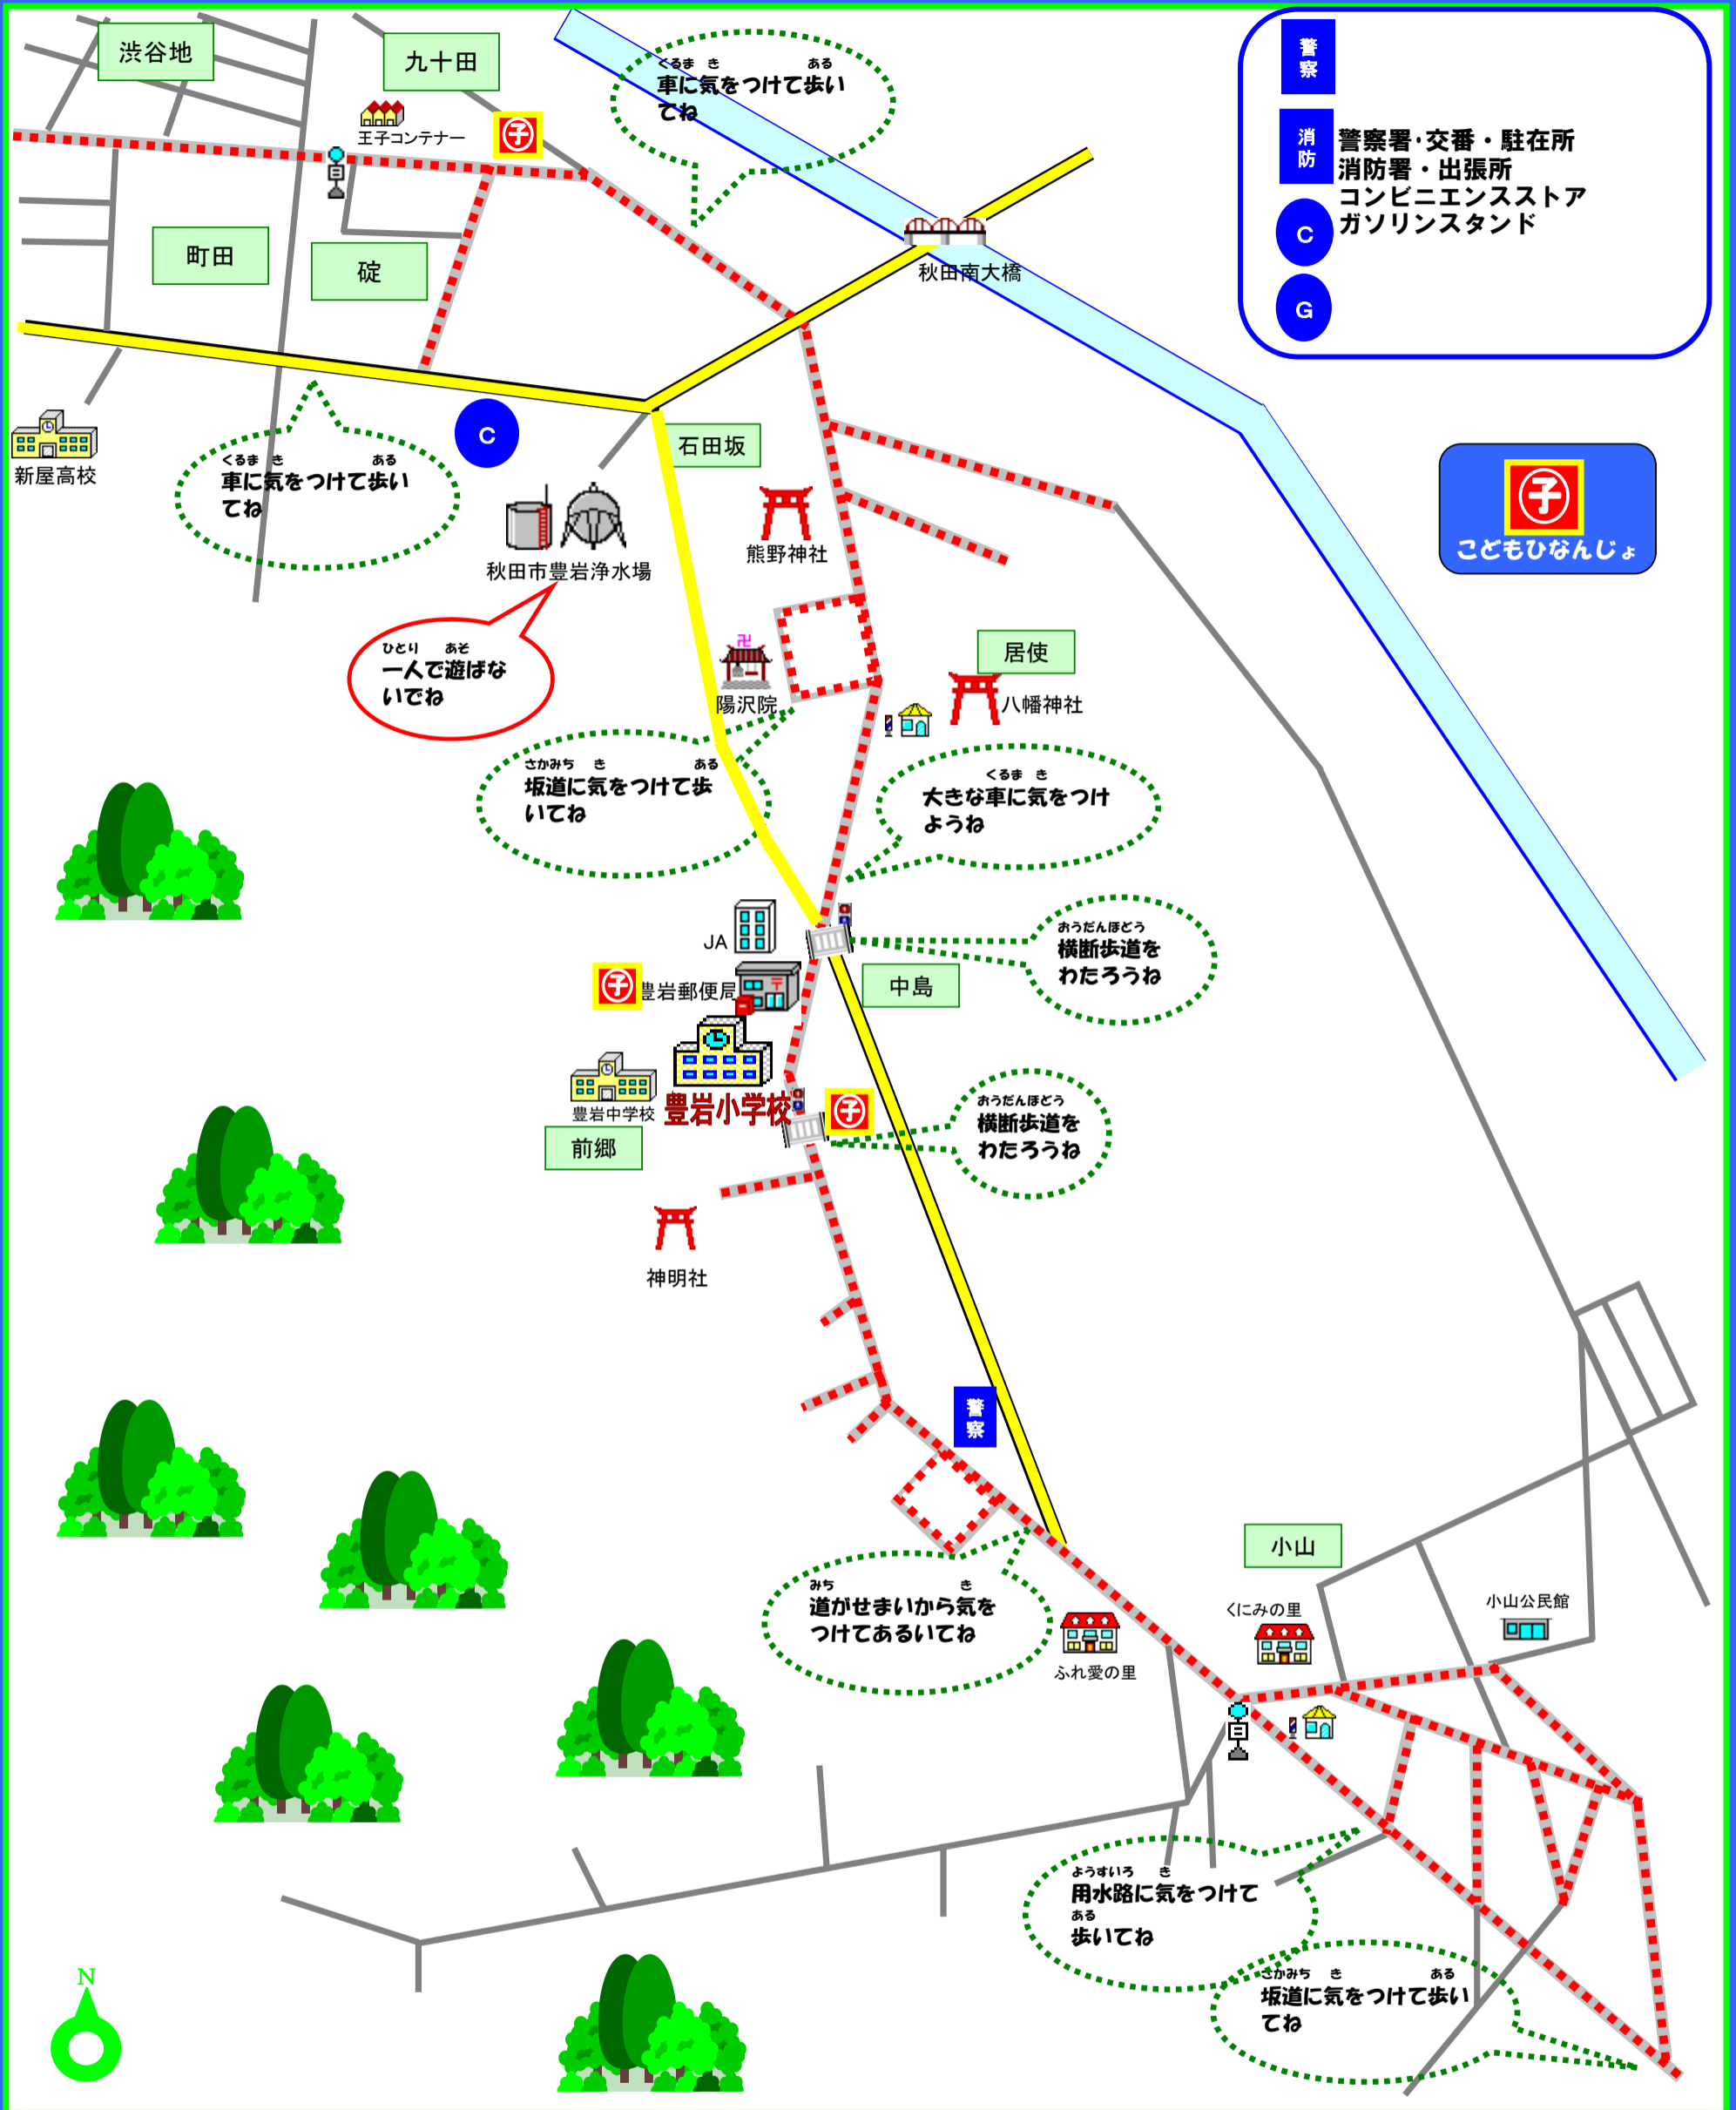 渋谷地
九十田
王子コンテナー
子
くるま き ある
車に気をつけて歩い
てね
警察
消防
警察署・交番・駐在所
消防署・出張所
コンビニエンスストア
ガソリンスタンド
C
G
町田
碇
秋田南大橋
新屋高校
くるま き ある
車に気をつけて歩い
てね
C
石田坂
子
こどもひなんじょ
秋田市豊岩浄水場
熊野神社
ひとり あそ
一人で遊ばな
いでね
卍
陽沢院
居使
八幡神社
さかみち き ある
坂道に気をつけて歩
いてね
くるま き
大きな車に気をつけ
ようね
JA
おうだんほどう
横断歩道を
わたろうね
子
豊岩郵便局
〒
中島
豊岩中学校
豊岩小学校
子
おうだんほどう
横断歩道を
わたろうね
前郷
神明社
警察
みち き
道がせまいから気を
つけてあるいてね
小山
ふれ愛の里
くにみの里
小山公民館
ようすいろ き
用水路に気をつけて
ある
歩いてね
さかみち き ある
坂道に気をつけて歩い
てね
N